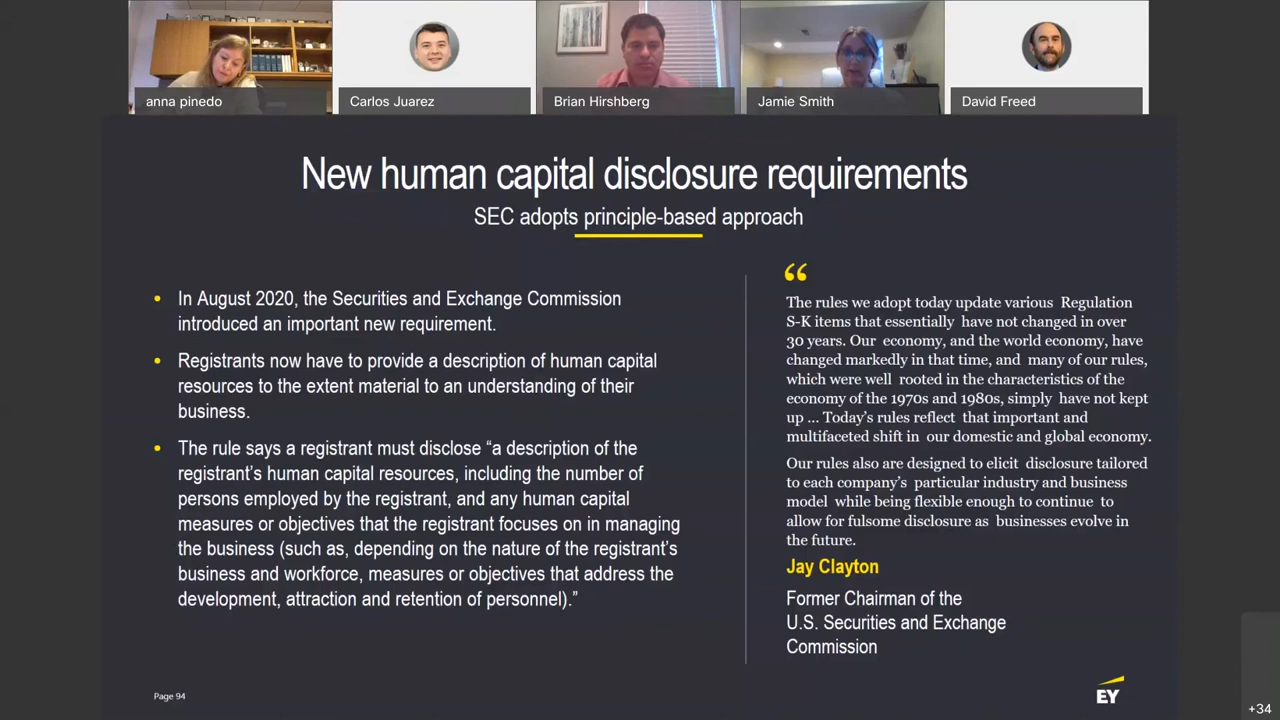 anna pinedo
Carlos Juarez
Brian Hirshberg
Jamie Smith
David Freed
New human capital disclosure requirements
SEC adopts principle-based approach
• In August 2020, the Securities and Exchange Commission
introduced an important new requirement.
• Registrants now have to provide a description of human capital
resources to the extent material to an understanding of their
business.
• The rule says a registrant must disclose “a description of the
registrant’s human capital resources, including the number of
persons employed by the registrant, and any human capital
measures or objectives that the registrant focuses on in managing
the business (such as, depending on the nature of the registrant’s
business and workforce, measures or objectives that address the
development, attraction and retention of personnel).”
“
The rules we adopt today update various Regulation
S-K items that essentially have not changed in over
30 years. Our economy, and the world economy, have
changed markedly in that time, and many of our rules,
which were well rooted in the characteristics of the
economy of the 1970s and 1980s, simply have not kept
up ... Today’s rules reflect that important and
multifaceted shift in our domestic and global economy.
Our rules also are designed to elicit disclosure tailored
to each company’s particular industry and business
model while being flexible enough to continue to
allow for fulsome disclosure as businesses evolve in
the future.
Jay Clayton
Former Chairman of the
U.S. Securities and Exchange
Commission
Page 94
EY
+34